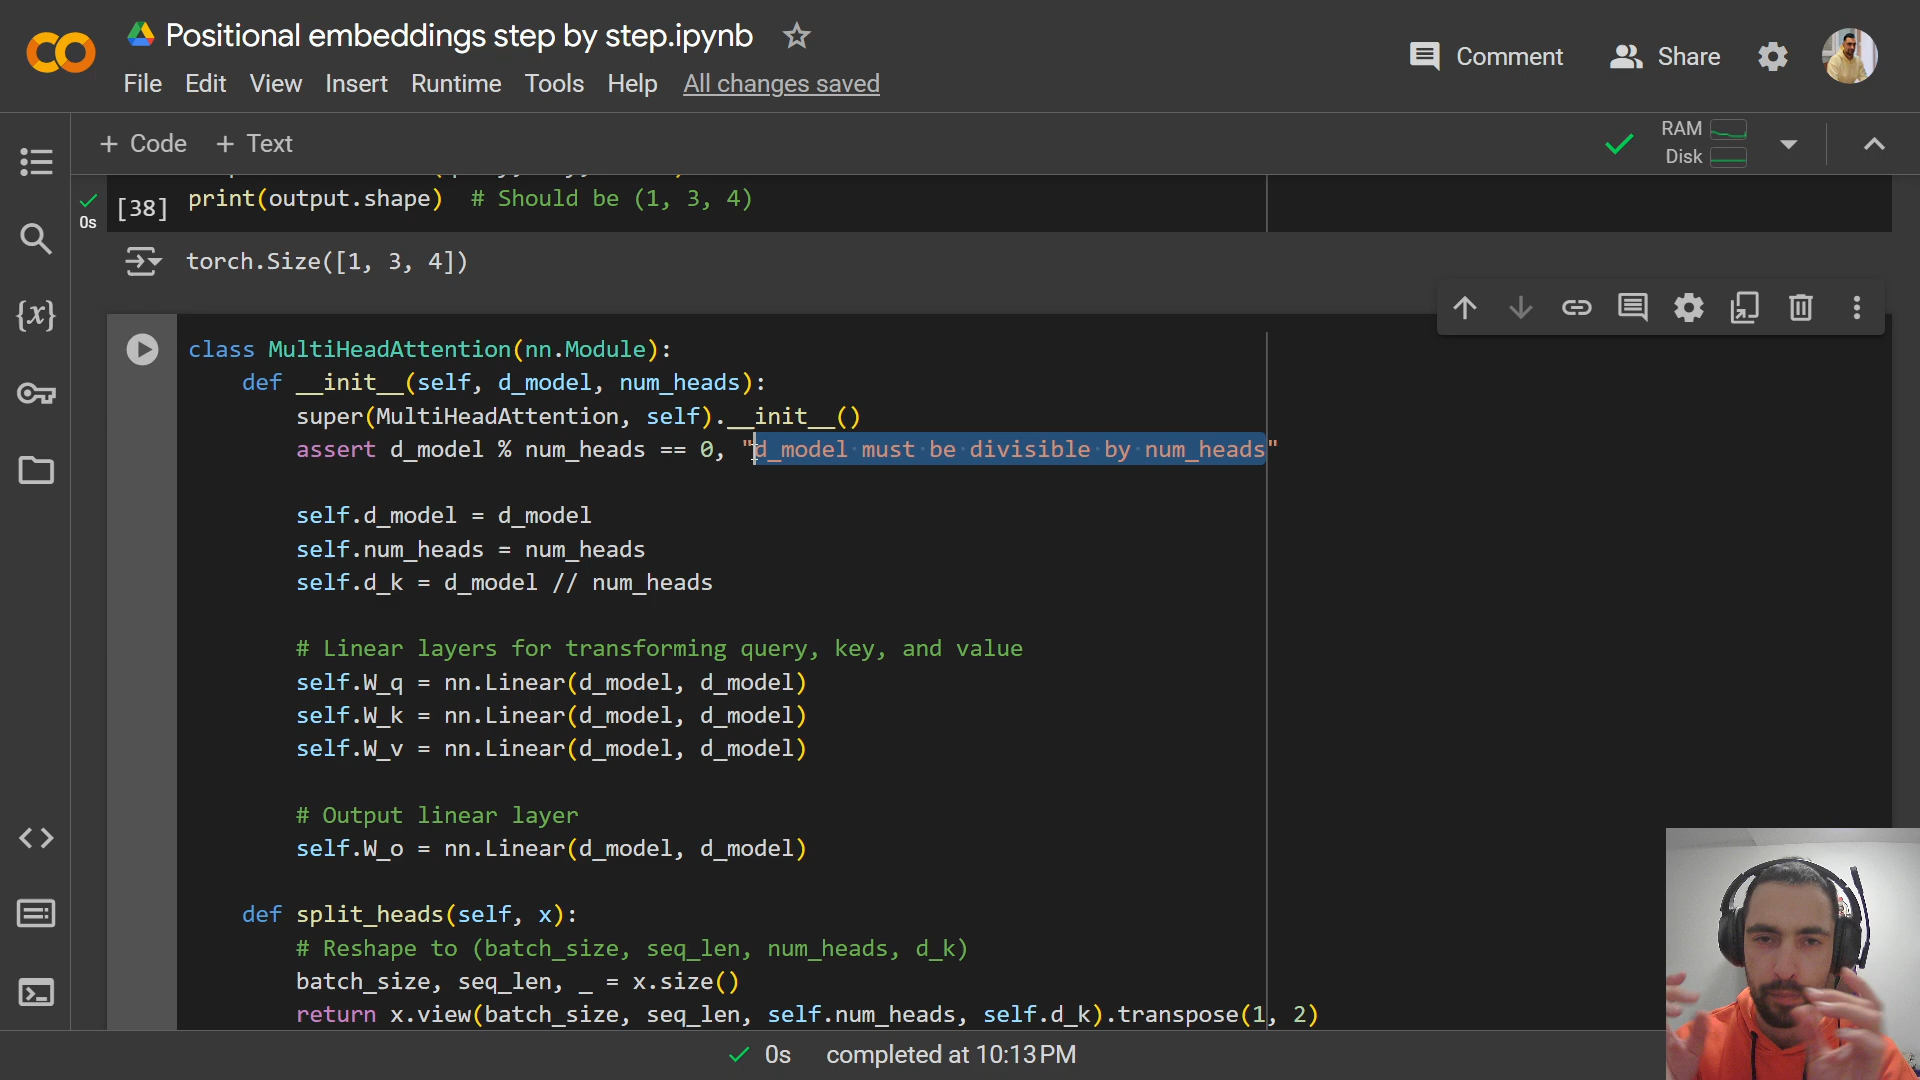 Positional embeddings step by step.ipynb
Comment
Share
File Edit View Insert Runtime Tools Help All changes saved
+ Code + Text
RAM
Disk
[38] print(output.shape)  # Should be (1, 3, 4)
0s
torch.Size([1, 3, 4])
class MultiHeadAttention(nn.Module):
    def __init__(self, d_model, num_heads):
        super(MultiHeadAttention, self).__init__()
        assert d_model % num_heads == 0, "d_model must be divisible by num_heads"
        self.d_model = d_model
        self.num_heads = num_heads
        self.d_k = d_model // num_heads
        # Linear layers for transforming query, key, and value
        self.W_q = nn.Linear(d_model, d_model)
        self.W_k = nn.Linear(d_model, d_model)
        self.W_v = nn.Linear(d_model, d_model)
        # Output linear layer
        self.W_o = nn.Linear(d_model, d_model)
    def split_heads(self, x):
        # Reshape to (batch_size, seq_len, num_heads, d_k)
        batch_size, seq_len, _ = x.size()
        return x.view(batch_size, seq_len, self.num_heads, self.d_k).transpose(1, 2)
0s completed at 10:13 PM